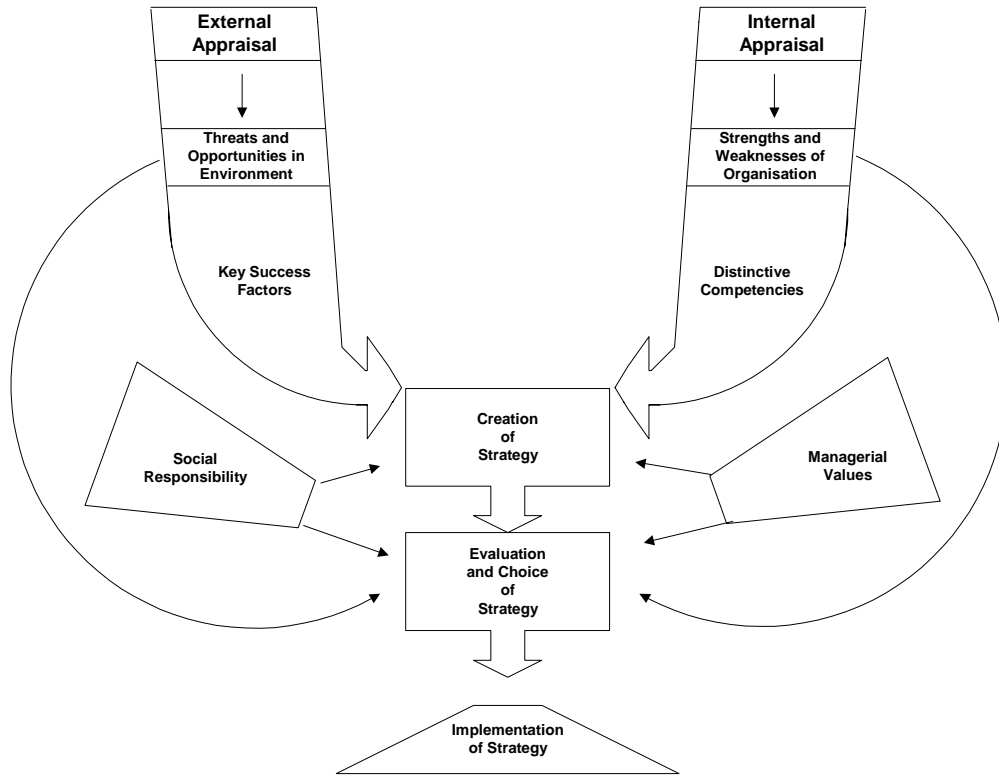 External
Appraisal
Internal
Appraisal
Threats and
Opportunities in
Environment
Strengths and
Weaknesses of
Organisation
Key Success
Factors
Distinctive
Competencies
Creation
of
Strategy
Social
Responsibility
Managerial
Values
Evaluation
and Choice
of
Strategy
Implementation
of Strategy